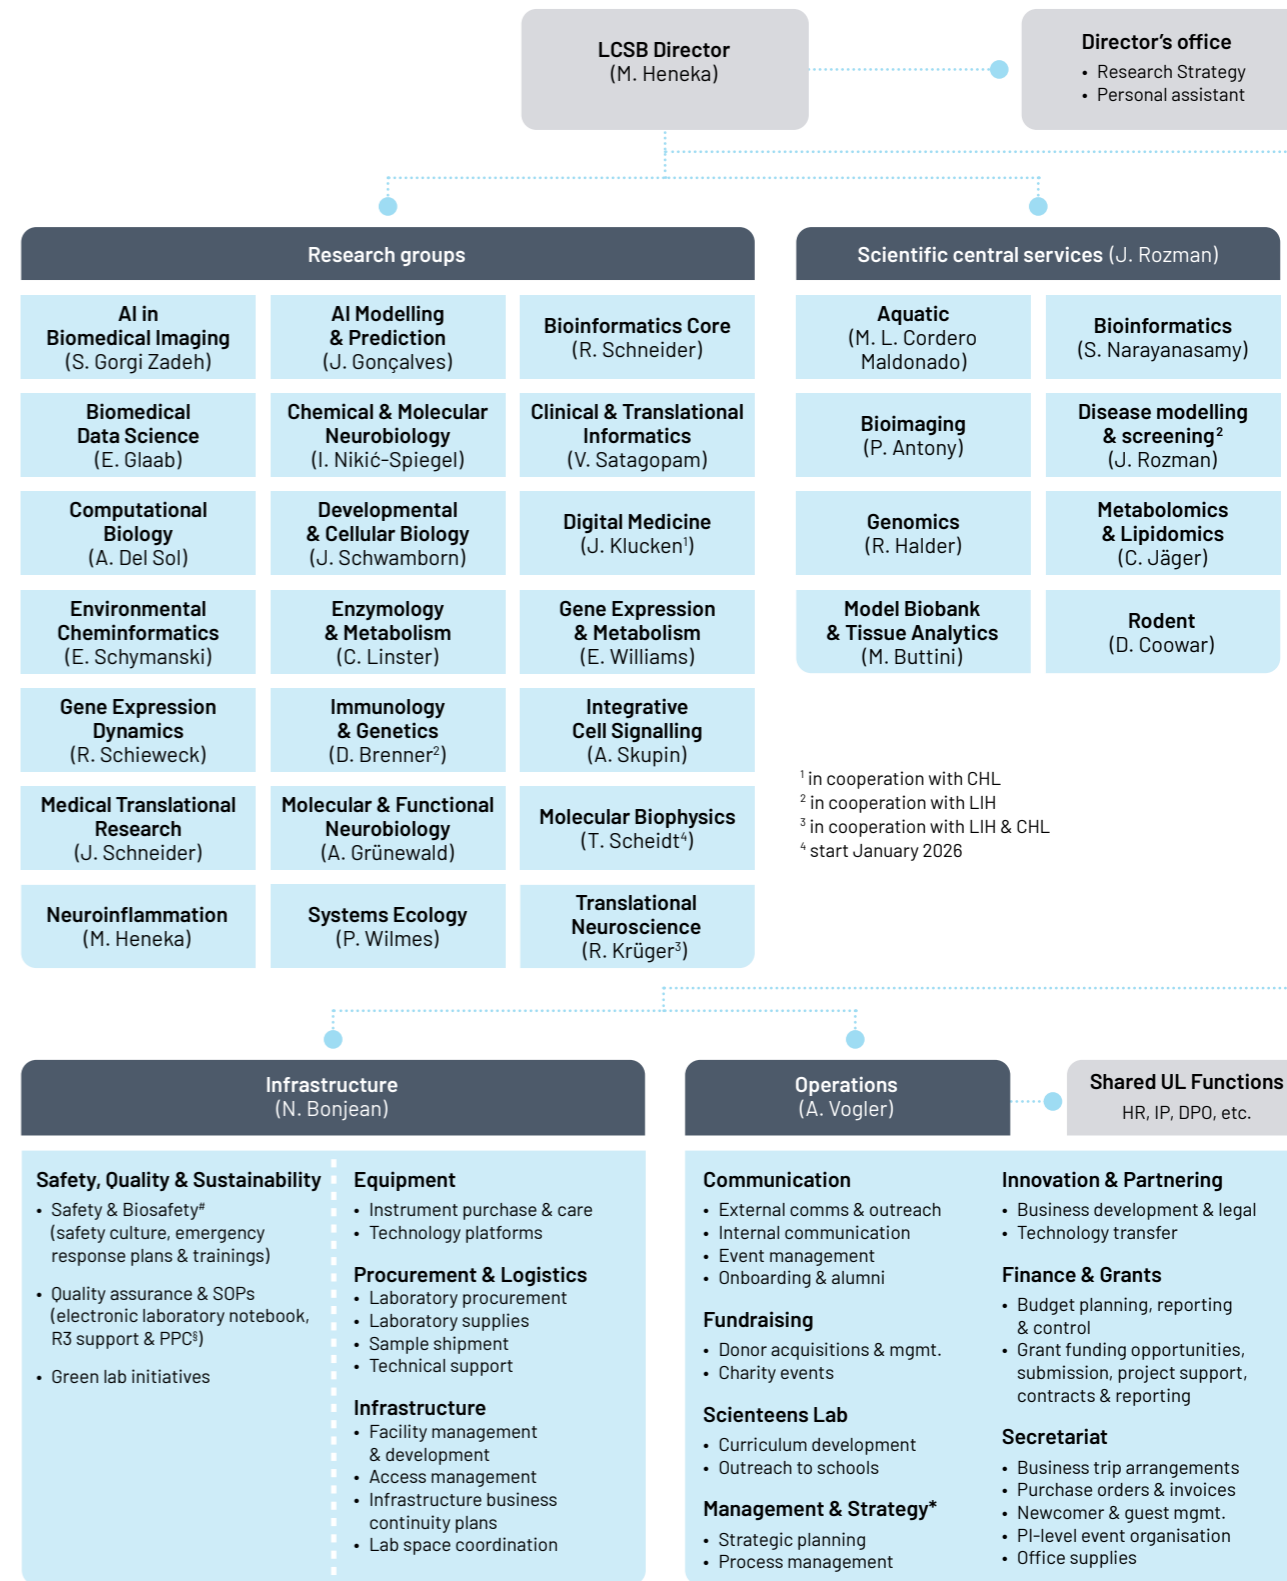 LCSB Director
(M. Heneka)
Director’s office
• Research Strategy
• Personal assistant
Research groups
AI in
Biomedical Imaging
(S. Gorgi Zadeh)
AI Modelling
& Prediction
(J. Gonçalves)
Bioinformatics Core
(R. Schneider)
Biomedical
Data Science
(E. Glaab)
Chemical & Molecular
Neurobiology
(I. Nikić-Spiegel)
Clinical & Translational
Informatics
(V. Satagopam)
Computational
Biology
(A. Del Sol)
Developmental
& Cellular Biology
(J. Schwamborn)
Digital Medicine
(J. Klucken¹)
Environmental
Cheminformatics
(E. Schymanski)
Enzymology
& Metabolism
(C. Linster)
Gene Expression
& Metabolism
(E. Williams)
Gene Expression
Dynamics
(R. Schieweck)
Immunology
& Genetics
(D. Brenner²)
Integrative
Cell Signalling
(A. Skupin)
Medical Translational
Research
(J. Schneider)
Molecular & Functional
Neurobiology
(A. Grünewald)
Molecular Biophysics
(T. Scheidt⁴)
Neuroinflammation
(M. Heneka)
Systems Ecology
(P. Wilmes)
Translational
Neuroscience
(R. Krüger³)
Scientific central services (J. Rozman)
Aquatic
(M. L. Cordero
Maldonado)
Bioinformatics
(S. Narayanasamy)
Bioimaging
(P. Antony)
Disease modelling
& screening²
(J. Rozman)
Genomics
(R. Halder)
Metabolomics
& Lipidomics
(C. Jäger)
Model Biobank
& Tissue Analytics
(M. Buttini)
Rodent
(D. Coowar)
¹ in cooperation with CHL
² in cooperation with LIH
³ in cooperation with LIH & CHL
⁴ start January 2026
Infrastructure
(N. Bonjean)
Safety, Quality & Sustainability
• Safety & Biosafety#
(safety culture, emergency
response plans & trainings)
• Quality assurance & SOPs
(electronic laboratory notebook,
R3 support & PPC§)
• Green lab initiatives
Equipment
• Instrument purchase & care
• Technology platforms
Procurement & Logistics
• Laboratory procurement
• Laboratory supplies
• Sample shipment
• Technical support
Infrastructure
• Facility management
& development
• Access management
• Infrastructure business
continuity plans
• Lab space coordination
Operations
(A. Vogler)
Shared UL Functions
HR, IP, DPO, etc.
Communication
• External comms & outreach
• Internal communication
• Event management
• Onboarding & alumni
Fundraising
• Donor acquisitions & mgmt.
• Charity events
Scienteens Lab
• Curriculum development
• Outreach to schools
Management & Strategy*
• Strategic planning
• Process management
Innovation & Partnering
• Business development & legal
• Technology transfer
Finance & Grants
• Budget planning, reporting
& control
• Grant funding opportunities,
submission, project support,
contracts & reporting
Secretariat
• Business trip arrangements
• Purchase orders & invoices
• Newcomer & guest mgmt.
• PI-level event organisation
• Office supplies